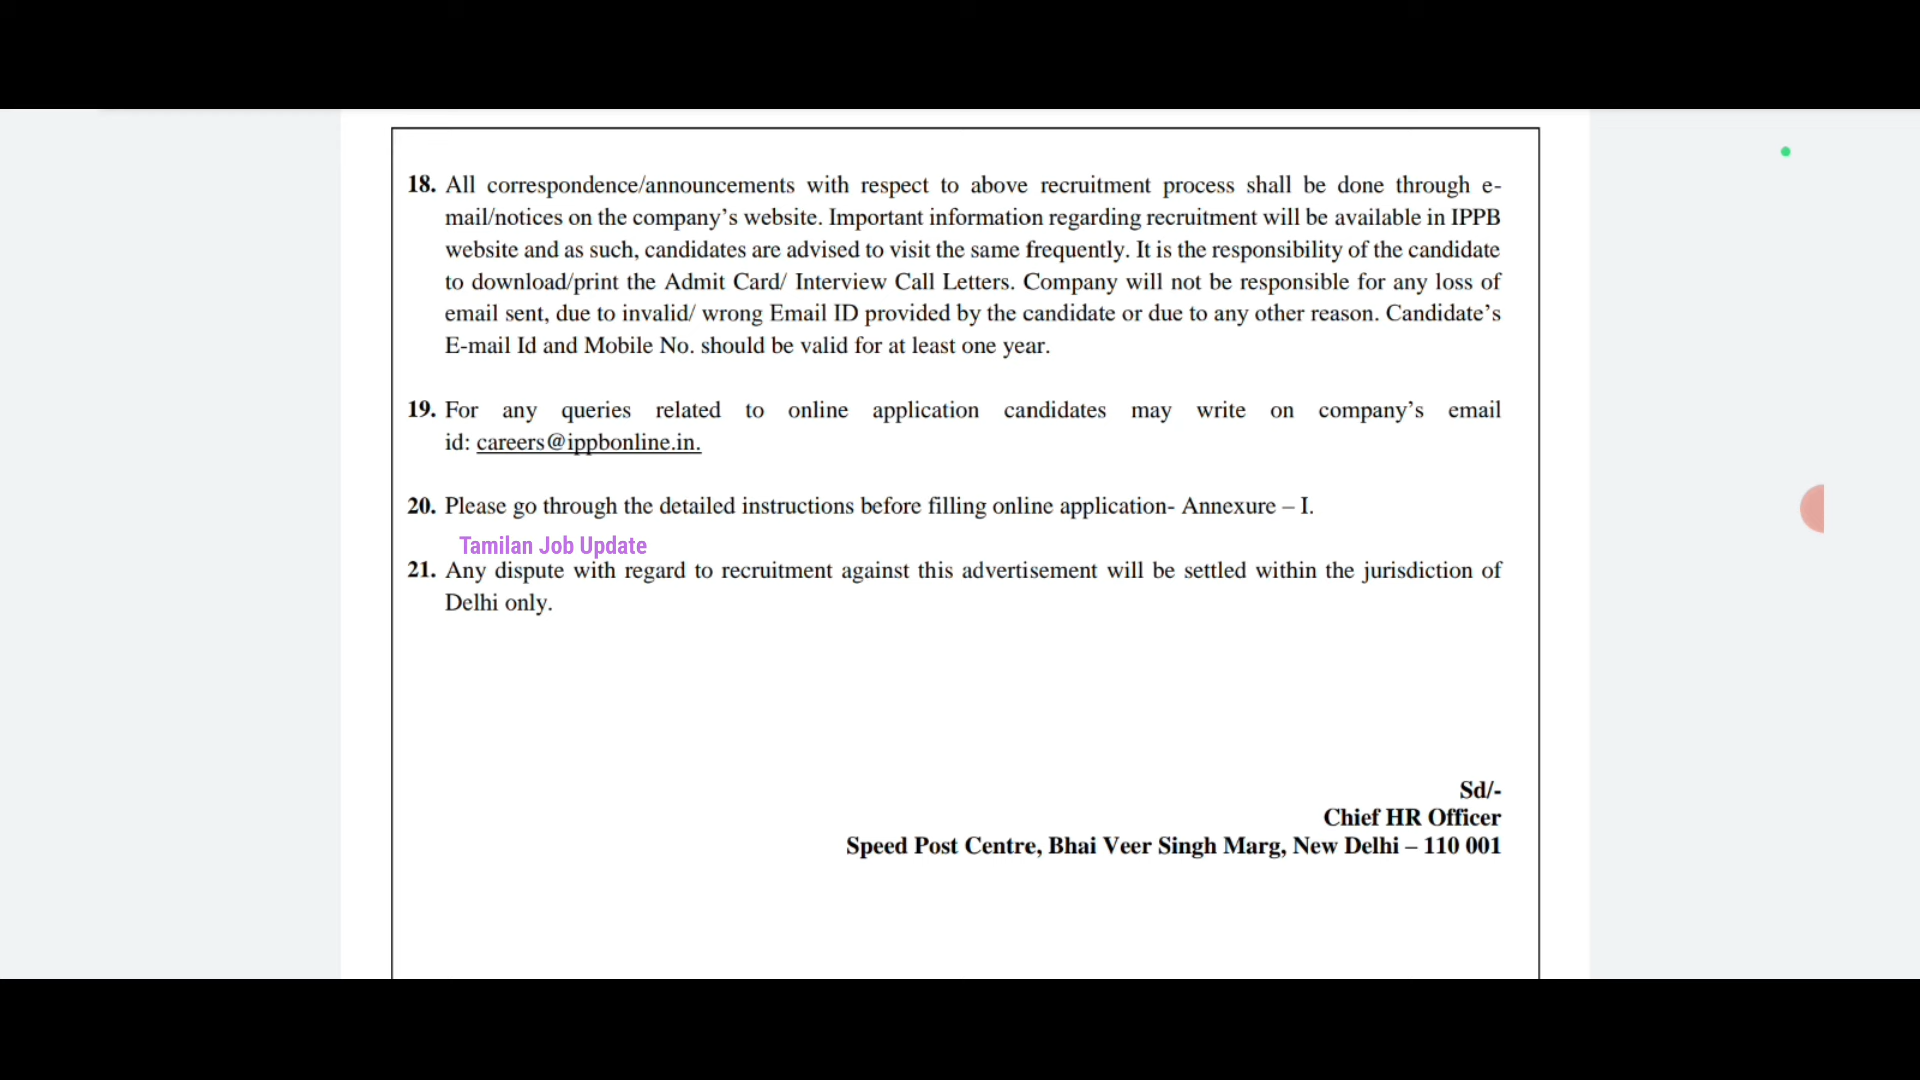 18. All correspondence/announcements with respect to above recruitment process shall be done through e-
mail/notices on the company’s website. Important information regarding recruitment will be available in IPPB
website and as such, candidates are advised to visit the same frequently. It is the responsibility of the candidate
to download/print the Admit Card/ Interview Call Letters. Company will not be responsible for any loss of
email sent, due to invalid/ wrong Email ID provided by the candidate or due to any other reason. Candidate’s
E-mail Id and Mobile No. should be valid for at least one year.
19. For any queries related to online application candidates may write on company’s email
id: careers@ippbonline.in.
20. Please go through the detailed instructions before filling online application- Annexure – I.
Tamilan Job Update
21. Any dispute with regard to recruitment against this advertisement will be settled within the jurisdiction of
Delhi only.
Sd/-
Chief HR Officer
Speed Post Centre, Bhai Veer Singh Marg, New Delhi – 110 001